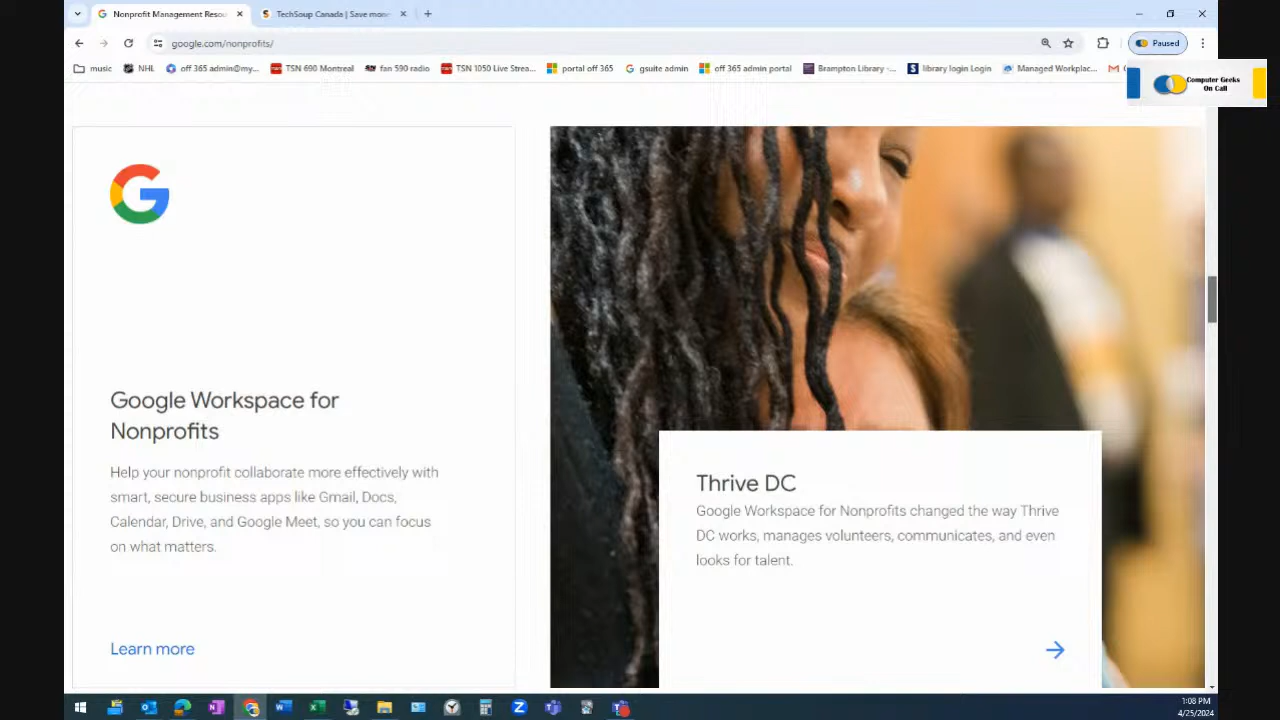 Nonprofit Management Resou
TechSoup Canada | Save mone
google.com/nonprofits/
Paused
music
NHL
off 365 admin@my...
TSN 690 Montreal
fan 590 radio
TSN 1050 Live Strea...
portal off 365
gsuite admin
off 365 admin portal
Brampton Library -...
library login Login
Managed Workplac...
Computer Geeks
On Call
Google Workspace for
Nonprofits
Help your nonprofit collaborate more effectively with
smart, secure business apps like Gmail, Docs,
Calendar, Drive, and Google Meet, so you can focus
on what matters.
Learn more
Thrive DC
Google Workspace for Nonprofits changed the way Thrive
DC works, manages volunteers, communicates, and even
looks for talent.
1:08 PM
4/25/2024